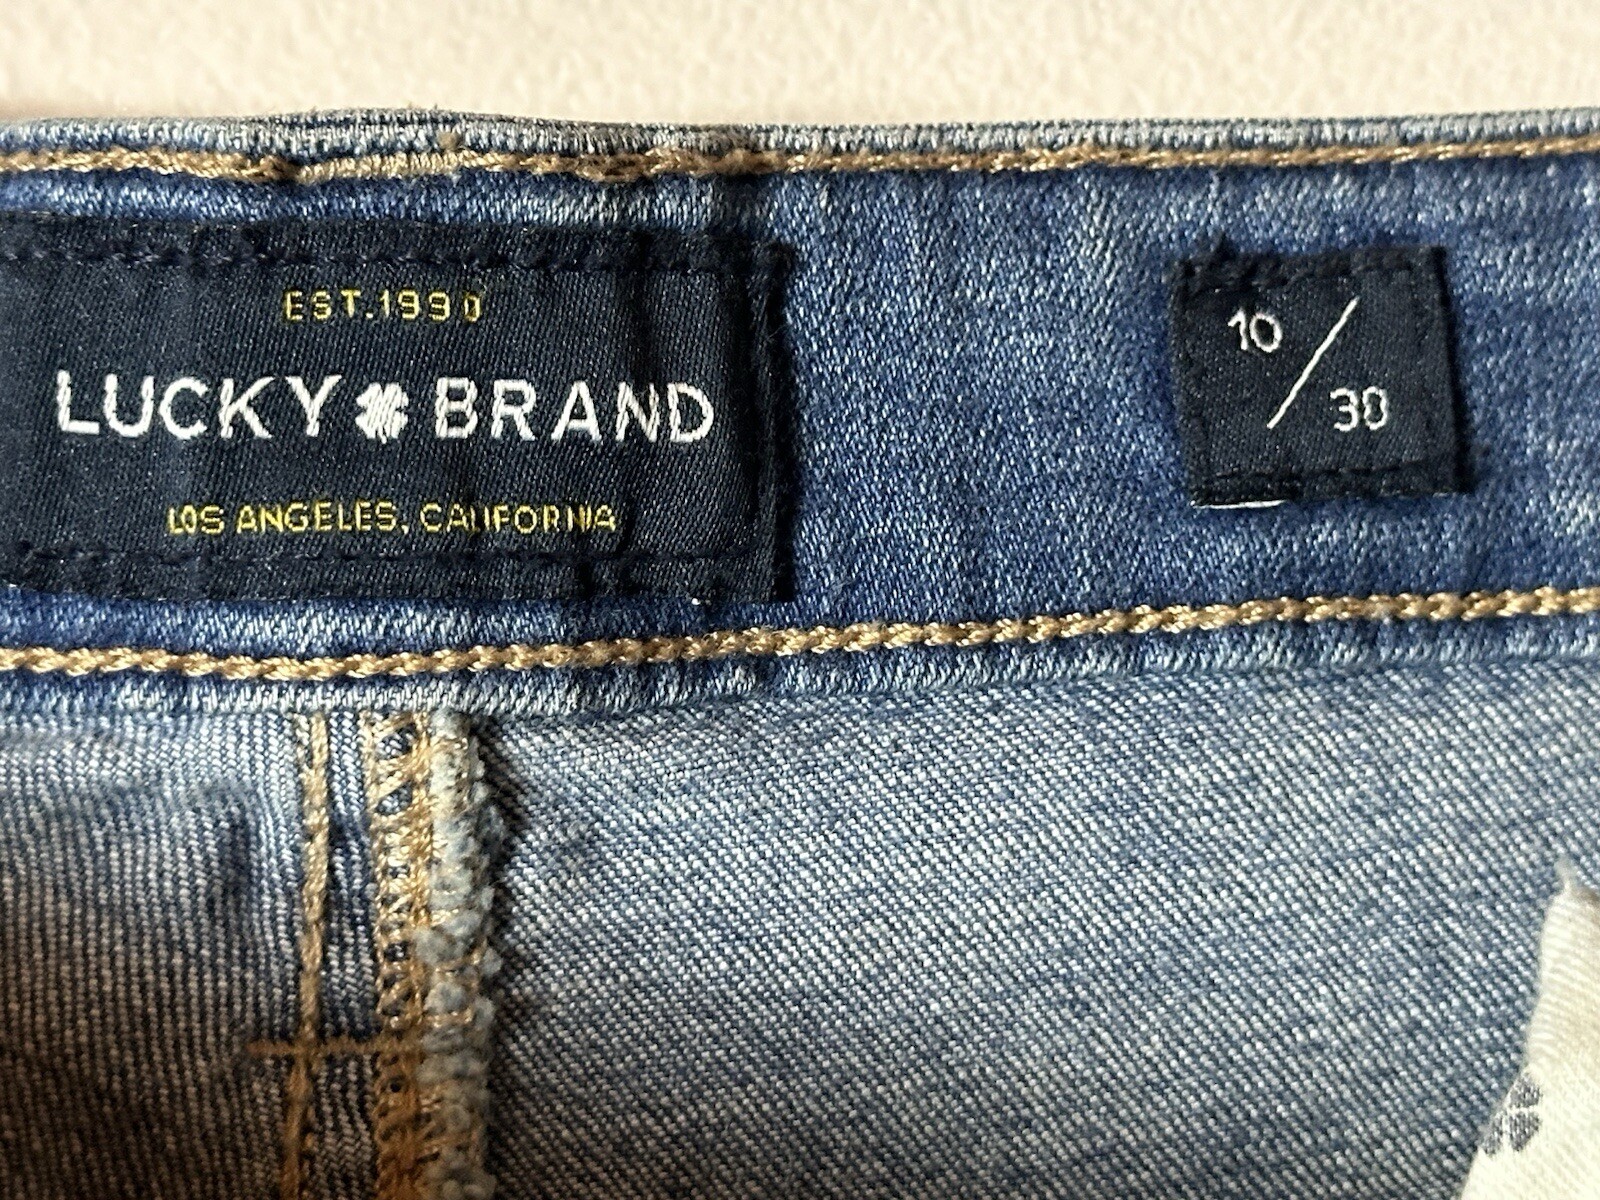 EST.1990
LUCKY BRAND
LOS ANGELES, CALIFORNIA
10/30